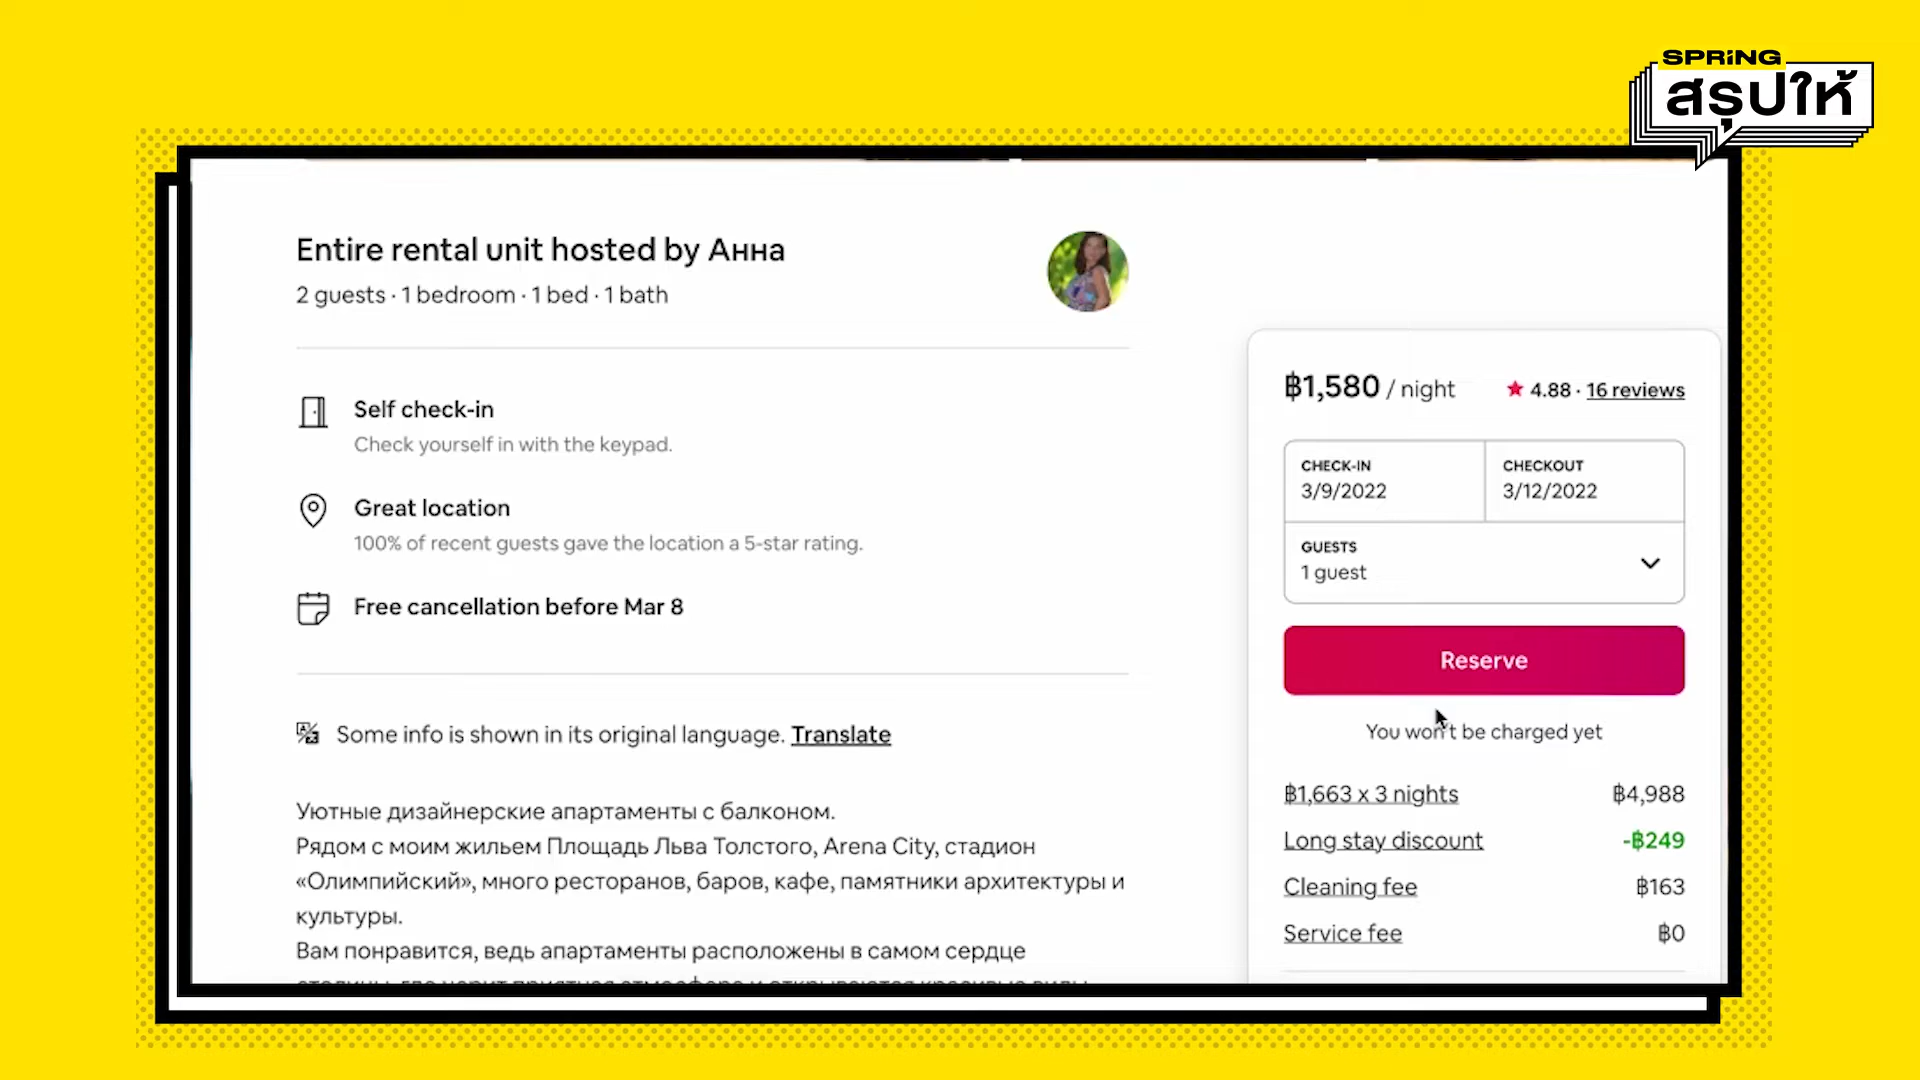 SPRiNG
สรุปให้
Entire rental unit hosted by Анна
2 guests · 1 bedroom · 1 bed · 1 bath
Self check-in
Check yourself in with the keypad.
Great location
100% of recent guests gave the location a 5-star rating.
Free cancellation before Mar 8
Some info is shown in its original language. Translate
Уютные дизайнерские апартаменты с балконом.
Рядом с моим жильем Площадь Льва Толстого, Arena City, стадион
«Олимпийский», много ресторанов, баров, кафе, памятники архитектуры и
культуры.
Вам понравится, ведь апартаменты расположены в самом сердце
฿1,580 / night
4.88 · 16 reviews
CHECK-IN
3/9/2022
CHECKOUT
3/12/2022
GUESTS
1 guest
Reserve
You won't be charged yet
฿1,663 x 3 nights
฿4,988
Long stay discount
-฿249
Cleaning fee
฿163
Service fee
฿0